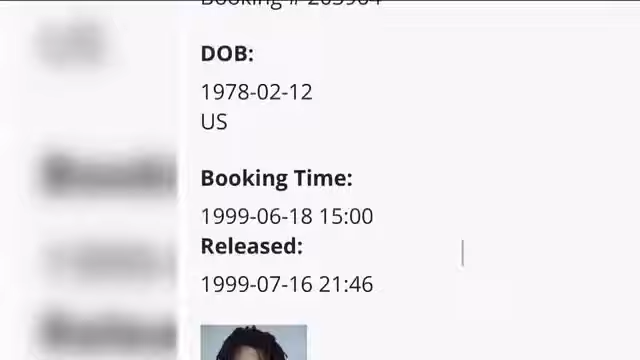 DOB:
1978-02-12
US
Booking Time:
1999-06-18 15:00
Released:
1999-07-16 21:46